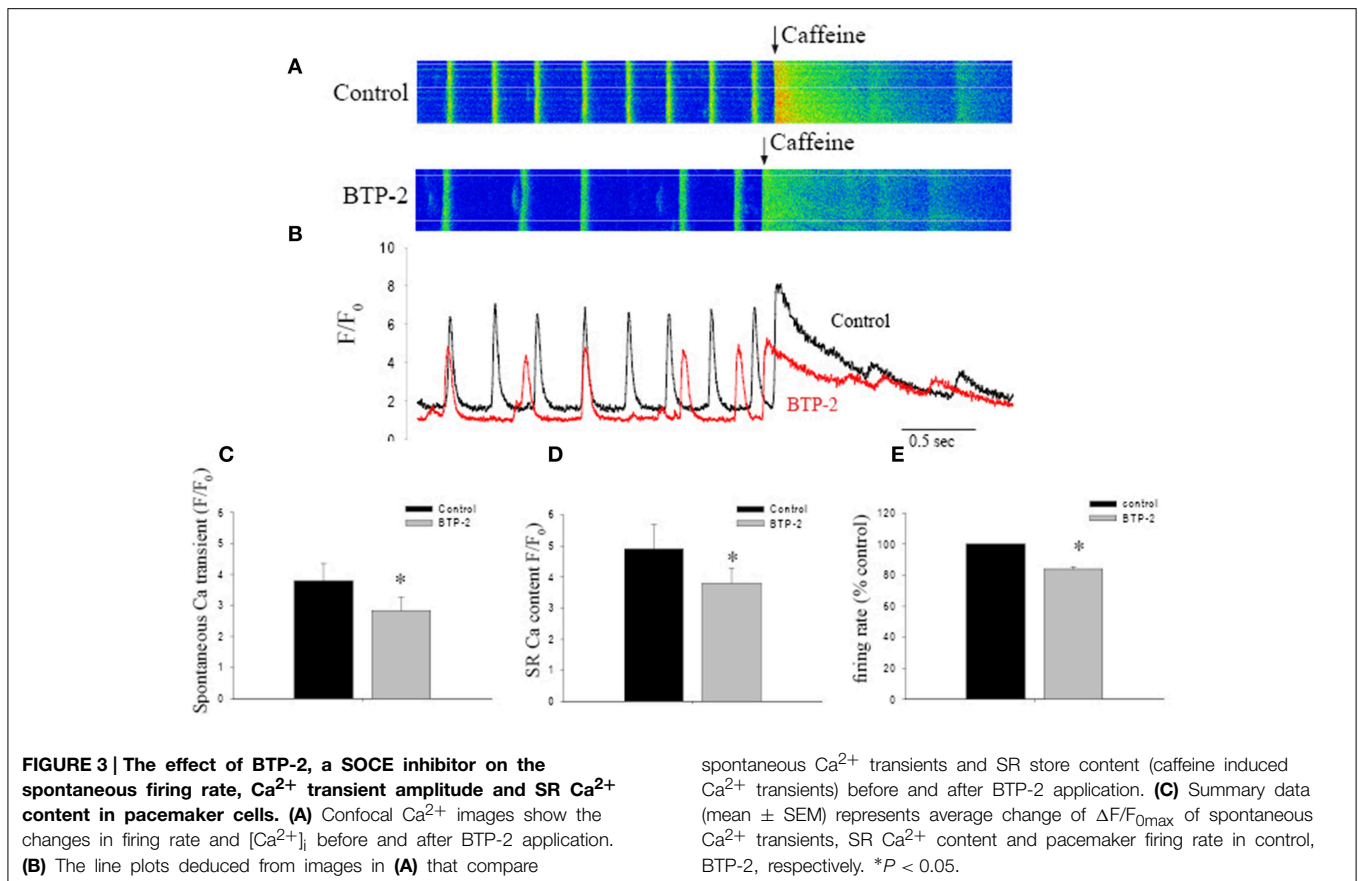 Caffeine
A
Control
Caffeine
BTP-2
B
10
8
6
4
2
0
F/F₀
Control
BTP-2
0.5 sec
C
Spontaneous Ca transient (F/F₀)
6
5
4
3
2
1
0
Control
BTP-2
*
D
SR Ca content F/F₀)
6
5
4
3
2
1
0
Control
BTP-2
*
E
firing rate (% control)
120
100
80
60
40
20
0
control
BTP-2
*
FIGURE 3 | The effect of BTP-2, a SOCE inhibitor on the
spontaneous firing rate, Ca²⁺ transient amplitude and SR Ca²⁺
content in pacemaker cells. (A) Confocal Ca²⁺ images show the
changes in firing rate and [Ca²⁺]ᵢ before and after BTP-2 application.
(B) The line plots deduced from images in (A) that compare
spontaneous Ca²⁺ transients and SR store content (caffeine induced
Ca²⁺ transients) before and after BTP-2 application. (C) Summary data
(mean ± SEM) represents average change of ΔF/F₀max of spontaneous
Ca²⁺ transients, SR Ca²⁺ content and pacemaker firing rate in control,
BTP-2, respectively. *P < 0.05.